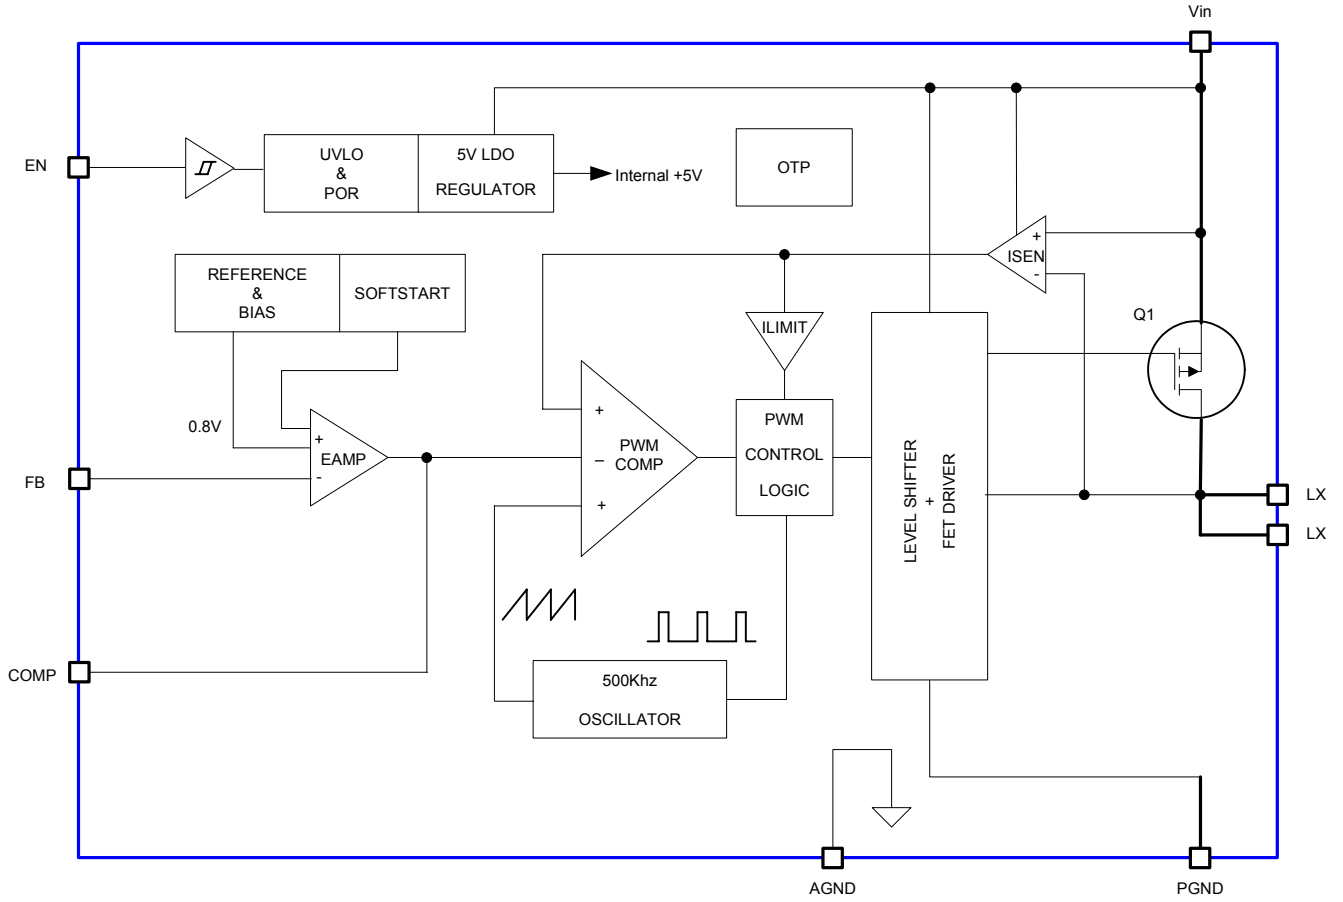 Vin
EN
UVLO
&
POR
5V LDO
REGULATOR
Internal +5V
OTP
REFERENCE
&
BIAS
SOFTSTART
+
ISEN
-
ILIMIT
Q1
0.8V
+
EAMP
-
FB
+
PWM
COMP
–
+
PWM
CONTROL
LOGIC
LEVEL SHIFTER
+
FET DRIVER
LX
LX
COMP
500Khz
OSCILLATOR
AGND
PGND